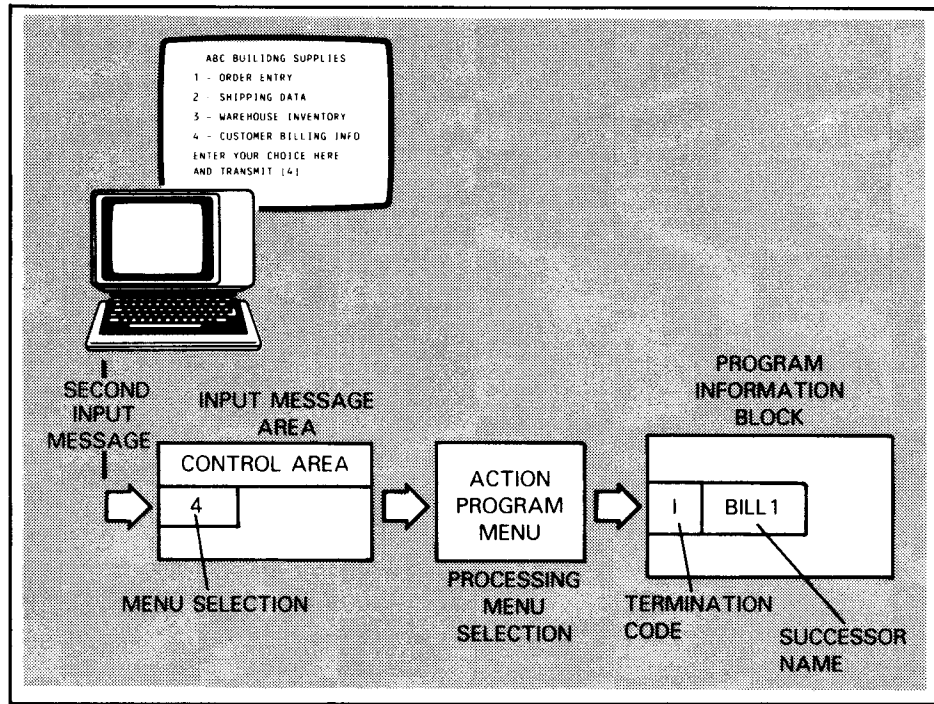 ABC BUILIDNG SUPPLIES
1 - ORDER ENTRY
2 - SHIPPING DATA
3 - WAREHOUSE INVENTORY
4 - CUSTOMER BILLING INFO
ENTER YOUR CHOICE HERE
AND TRANSMIT [4]
SECOND
INPUT
MESSAGE
INPUT MESSAGE
AREA
CONTROL AREA
4
MENU SELECTION
ACTION
PROGRAM
MENU
PROCESSING
MENU
SELECTION
PROGRAM
INFORMATION
BLOCK
I
BILL1
TERMINATION
CODE
SUCCESSOR
NAME